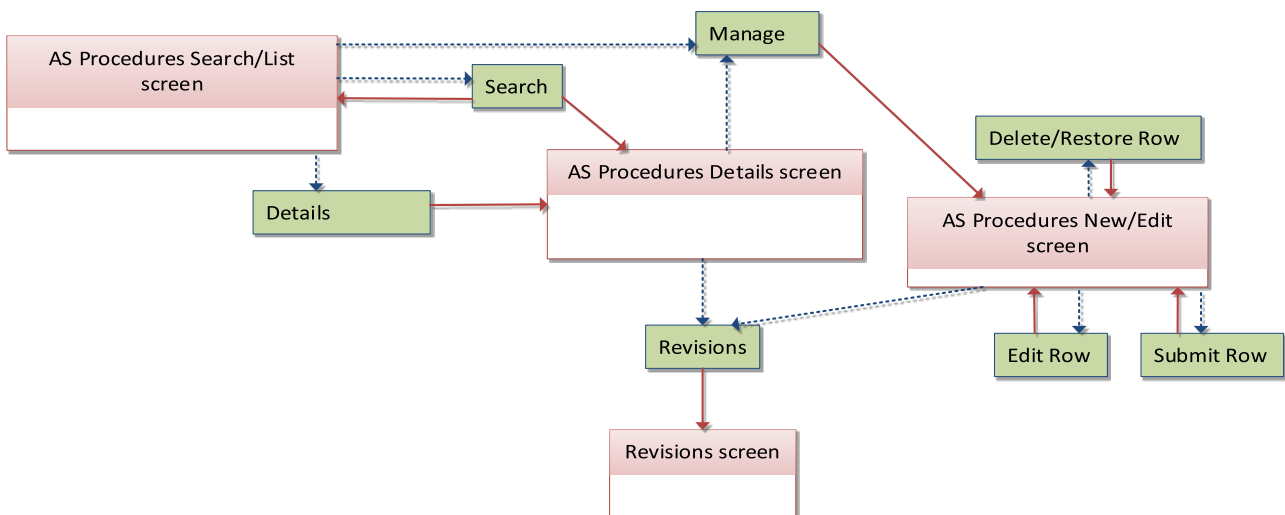 Manage
AS Procedures Search/List
screen
Search
Delete/Restore Row
AS Procedures Details screen
Details
AS Procedures New/Edit
screen
Revisions
Edit Row
Submit Row
Revisions screen